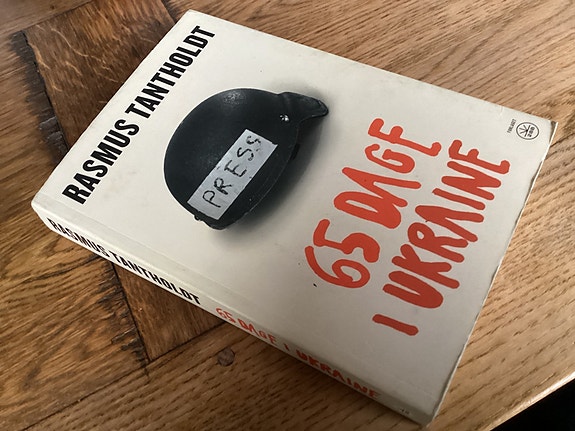 RASMUS TANTHOLDT
PRESS
65 DAGE
I UKRAINE
RASMUS TANTHOLDT
65 DAGE I UKRAINE